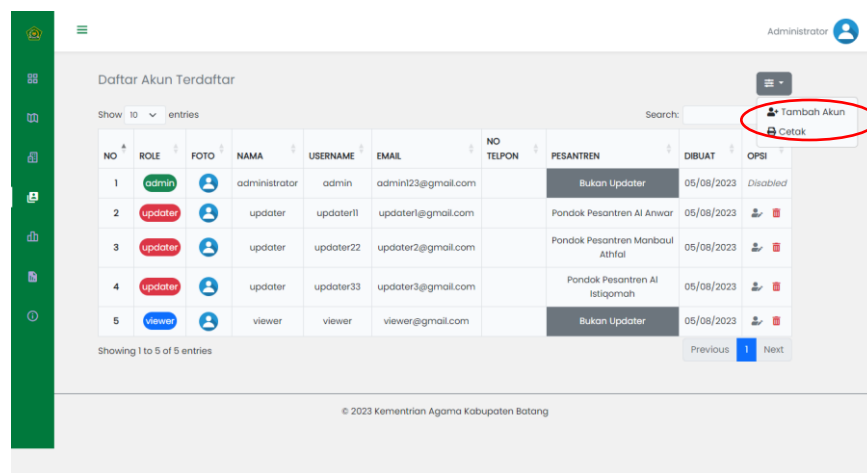 Administrator
Daftar Akun Terdaftar
Show 10 entries
Search:
Tambah Akun
Cetak
NO ROLE FOTO NAMA USERNAME EMAIL NO TELPON PESANTREN DIBUAT OPSI
1 admin administrator admin admin123@gmail.com Bukan Updater 05/08/2023 Disabled
2 updater updater updater11 updater1@gmail.com Pondok Pesantren Al Anwar 05/08/2023
3 updater updater updater22 updater2@gmail.com Pondok Pesantren Manbaul Athfal 05/08/2023
4 updater updater updater33 updater3@gmail.com Pondok Pesantren Al Istiqomah 05/08/2023
5 viewer viewer viewer viewer@gmail.com Bukan Updater 05/08/2023
Showing 1 to 5 of 5 entries
Previous 1 Next
© 2023 Kementrian Agama Kabupaten Batang